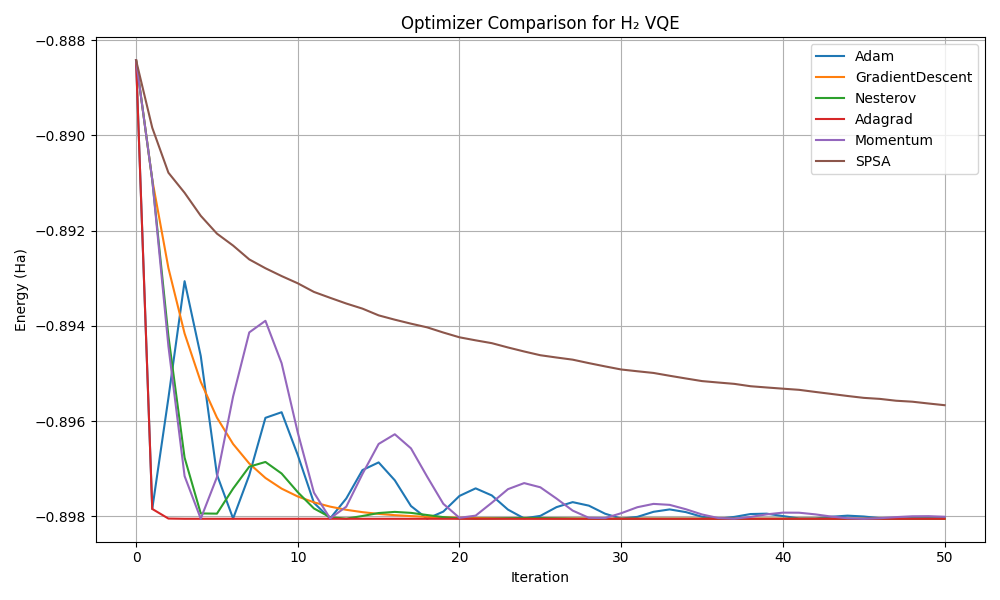 Optimizer Comparison for H₂ VQE
Energy (Ha)
−0.888
−0.890
−0.892
−0.894
−0.896
−0.898
0
10
20
30
40
50
Iteration
Adam
GradientDescent
Nesterov
Adagrad
Momentum
SPSA